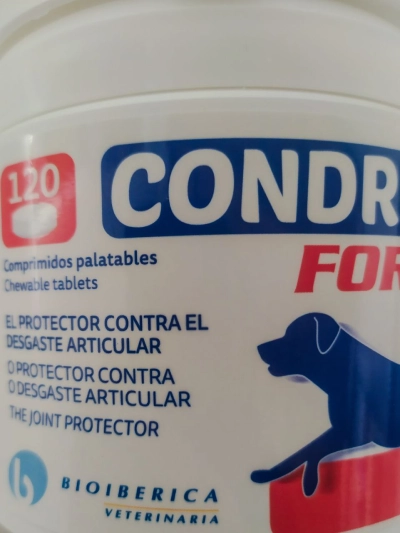 120
CONDR
FOR
Comprimidos palatables
Chewable tablets
EL PROTECTOR CONTRA EL
DESGASTE ARTICULAR
O PROTECTOR CONTRA
O DESGASTE ARTICULAR
THE JOINT PROTECTOR
BIOIBERICA
VETERINARIA